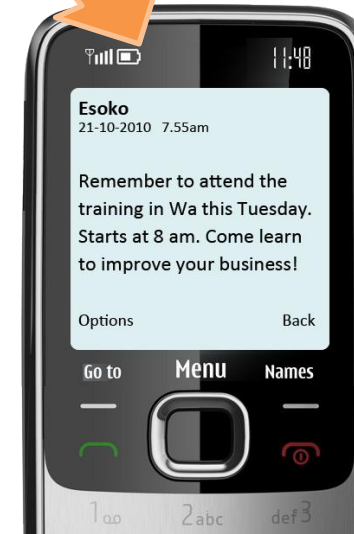 11:48
Esoko
21-10-2010 7.55am
Remember to attend the
training in Wa this Tuesday.
Starts at 8 am. Come learn
to improve your business!
Options Back
Go to Menu Names
1 oo 2abc def3